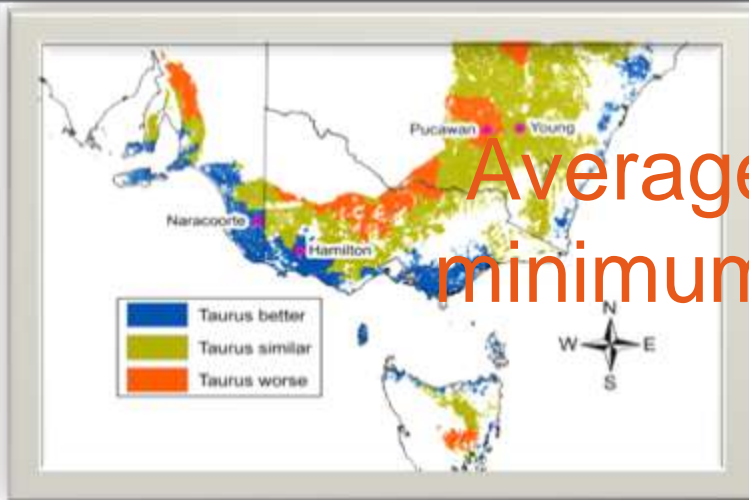 Pucawan
Young
Average
minimum
Naracoorte
Hamilton
Taurus better
Taurus similar
Taurus worse
N
W E
S